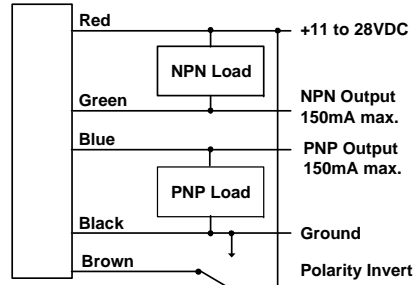 Red
+11 to 28VDC
NPN Load
Green
NPN Output
150mA max.
Blue
PNP Output
150mA max.
PNP Load
Black
Ground
Brown
Polarity Invert